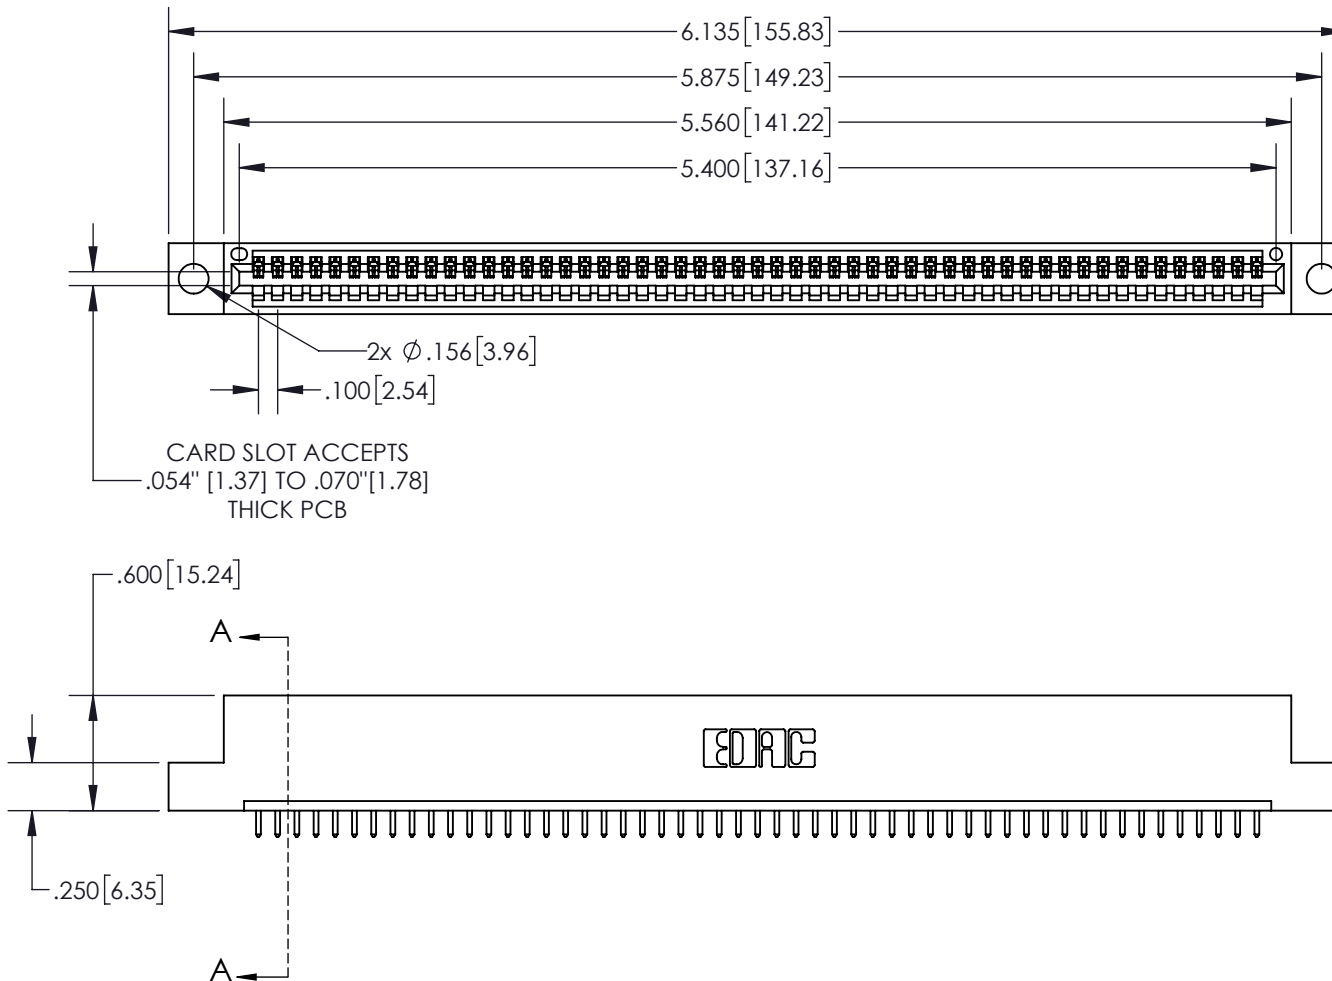 6.135[155.83]
5.875[149.23]
5.560[141.22]
5.400[137.16]
2x Ø.156[3.96]
.100[2.54]
CARD SLOT ACCEPTS
.054" [1.37] TO .070"[1.78]
THICK PCB
.600[15.24]
A
EDAC
.250[6.35]
A